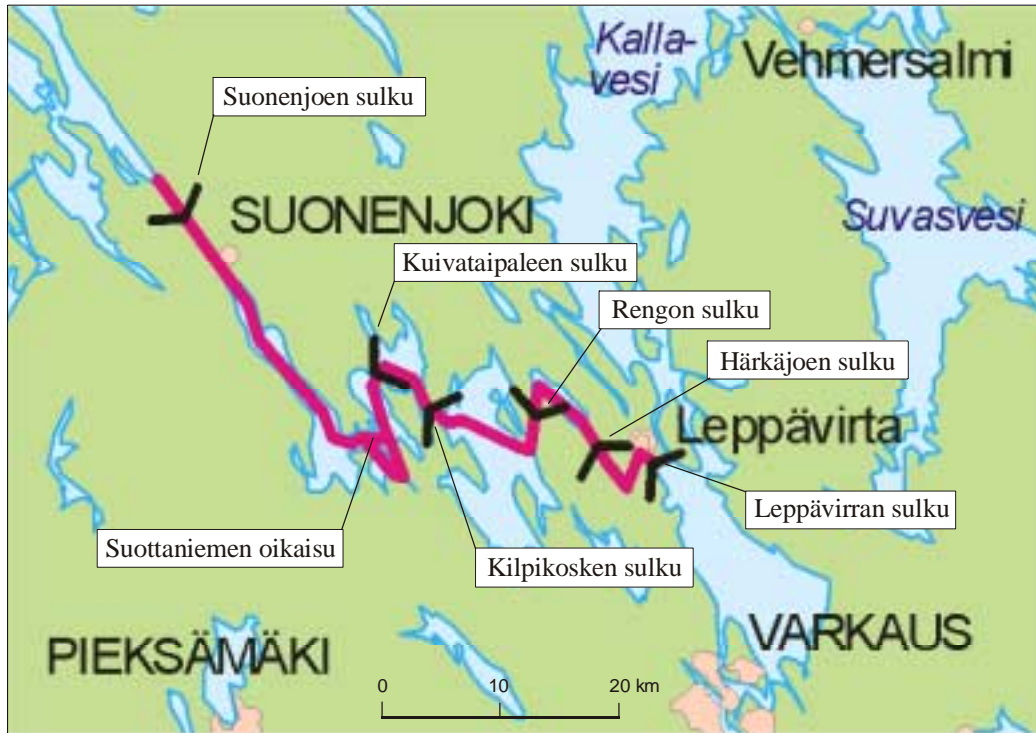 Kalla-
vesi
Vehmersalmi
Suonenjoen sulku
SUONENJOKI
Suvasvesi
Kuivataipaleen sulku
Rengon sulku
Härkäjoen sulku
Leppävirta
Leppävirran sulku
Suottaniemen oikaisu
Kilpikosken sulku
PIEKSÄMÄKI
VARKAUS
0 10 20 km